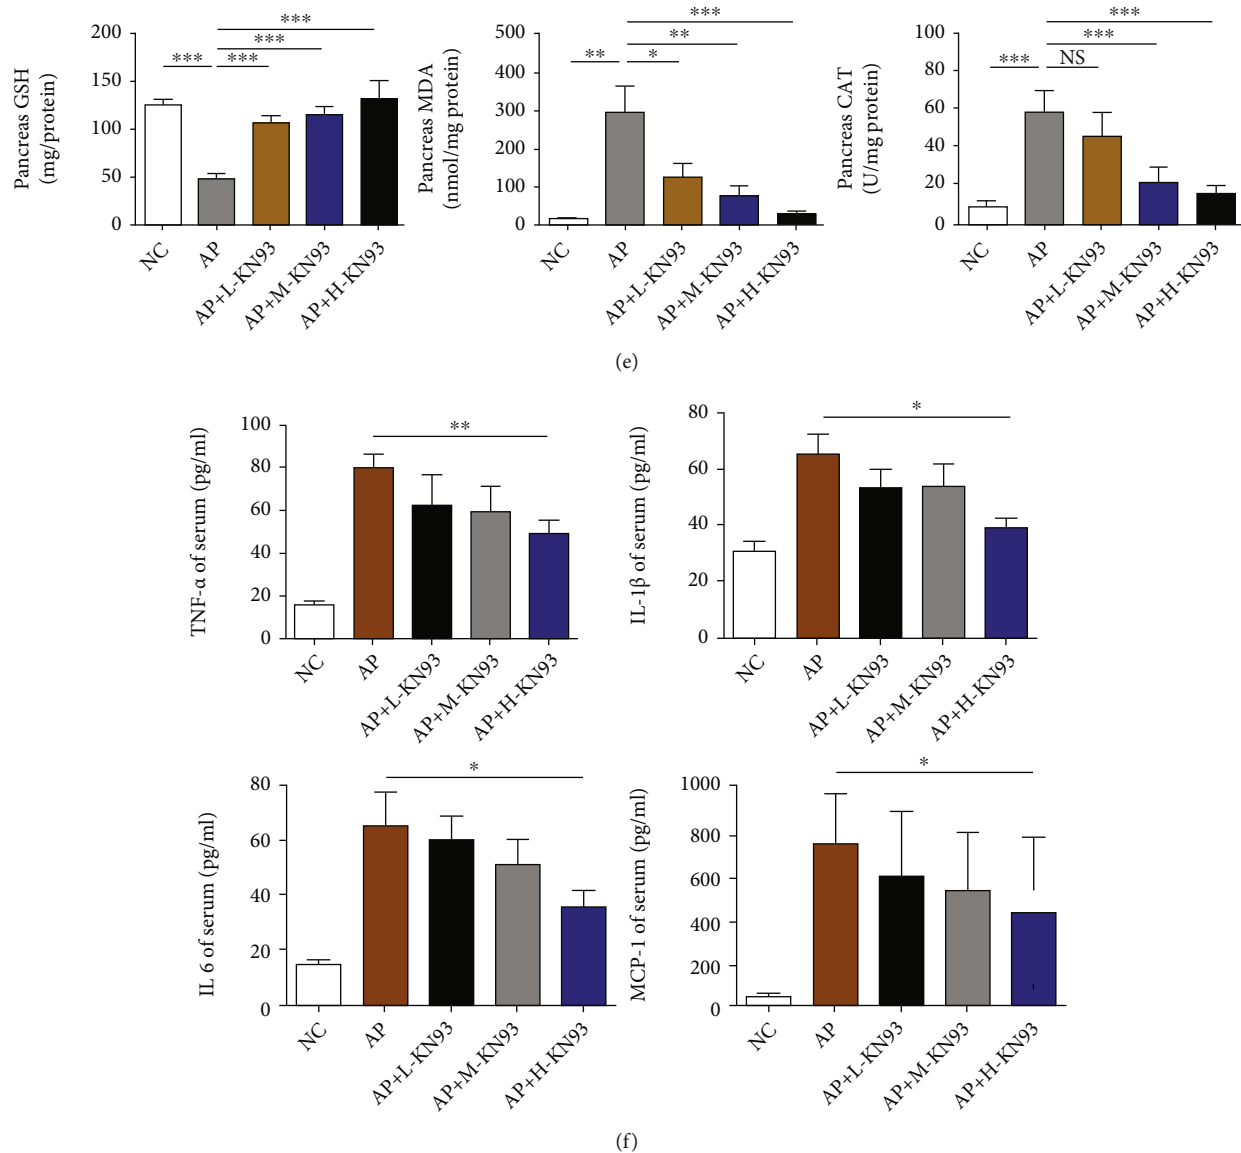 Pancreas GSH
(mg/protein)
200
150
100
50
0
***
***
***
***
NC
AP
AP+L-KN93
AP+M-KN93
AP+H-KN93
Pancreas MDA
(nmol/mg protein)
500
400
300
200
100
0
***
**
**
*
NC
AP
AP+L-KN93
AP+M-KN93
AP+H-KN93
Pancreas CAT
(U/mg protein)
100
80
60
40
20
0
***
***
***
NS
NC
AP
AP+L-KN93
AP+M-KN93
AP+H-KN93
(e)
TNF-α of serum (pg/ml)
100
80
60
40
20
0
**
NC
AP
AP+L-KN93
AP+M-KN93
AP+H-KN93
IL-1β of serum (pg/ml)
80
60
40
20
0
*
NC
AP
AP+L-KN93
AP+M-KN93
AP+H-KN93
IL 6 of serum (pg/ml)
80
60
40
20
0
*
NC
AP
AP+L-KN93
AP+M-KN93
AP+H-KN93
MCP-1 of serum (pg/ml)
1000
800
600
400
200
0
*
NC
AP
AP+L-KN93
AP+M-KN93
AP+H-KN93
(f)